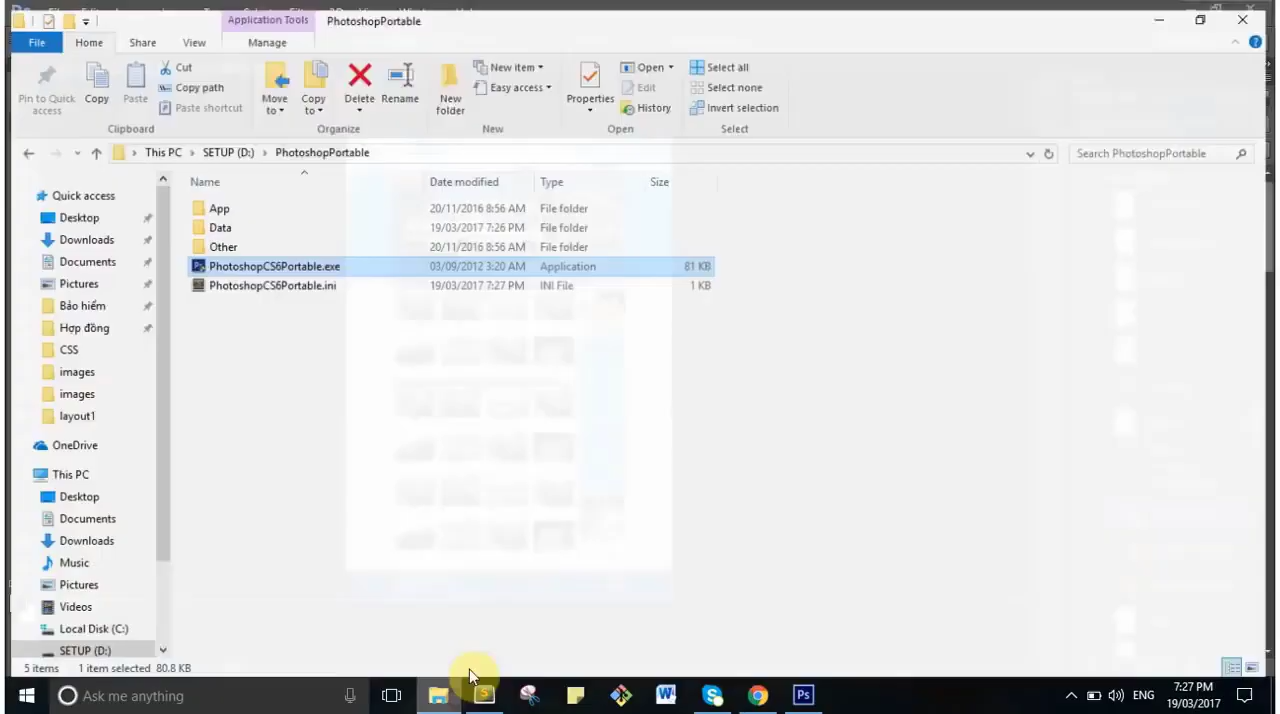 Application Tools PhotoshopPortable
File Home Share View Manage
Pin to Quick access
Copy
Paste
Cut
Copy path
Paste shortcut
Clipboard
Move to
Copy to
Delete
Rename
Organize
New folder
New item
Easy access
New
Properties
Open
Edit
History
Open
Select all
Select none
Invert selection
Select
This PC > SETUP (D:) > PhotoshopPortable
Search PhotoshopPortable
Name Date modified Type Size
App 20/11/2016 8:56 AM File folder
Data 19/03/2017 7:26 PM File folder
Other 20/11/2016 8:56 AM File folder
PhotoshopCS6Portable.exe 03/09/2012 3:20 AM Application 81 KB
PhotoshopCS6Portable.ini 19/03/2017 7:27 PM INI File 1 KB
Quick access
Desktop
Downloads
Documents
Pictures
Bảo hiểm
Hợp đồng
CSS
images
images
layout1
OneDrive
This PC
Desktop
Documents
Downloads
Music
Pictures
Videos
Local Disk (C:)
SETUP (D:)
5 items 1 item selected 80.8 KB
Ask me anything
S
W
S
Ps
ENG
7:27 PM
19/03/2017